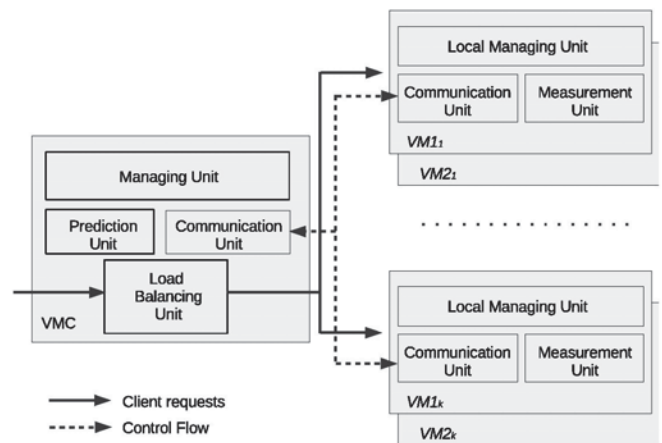 Local Managing Unit
Communication
Unit
Measurement
Unit
VM1₁
VM2₁
Managing Unit
Prediction
Unit
Communication
Unit
Load
Balancing
Unit
VMC
. . . . . . . . . . . . . . . .
Local Managing Unit
Communication
Unit
Measurement
Unit
VM1ₖ
VM2ₖ
Client requests
Control Flow